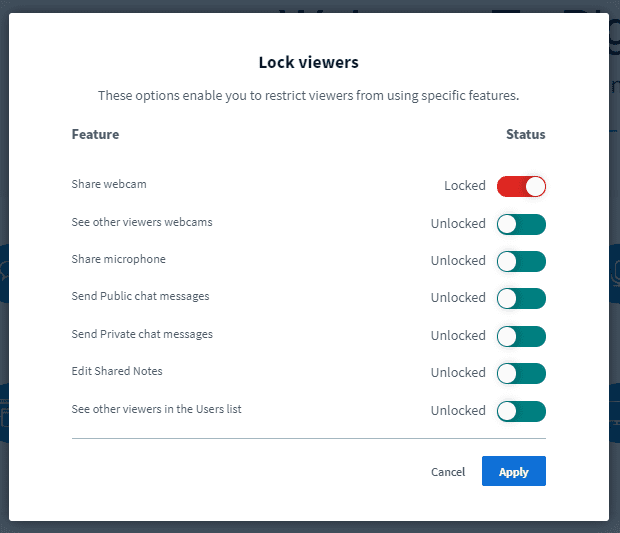 Lock viewers
These options enable you to restrict viewers from using specific features.
Feature Status
Share webcam Locked
See other viewers webcams Unlocked
Share microphone Unlocked
Send Public chat messages Unlocked
Send Private chat messages Unlocked
Edit Shared Notes Unlocked
See other viewers in the Users list Unlocked
Cancel Apply